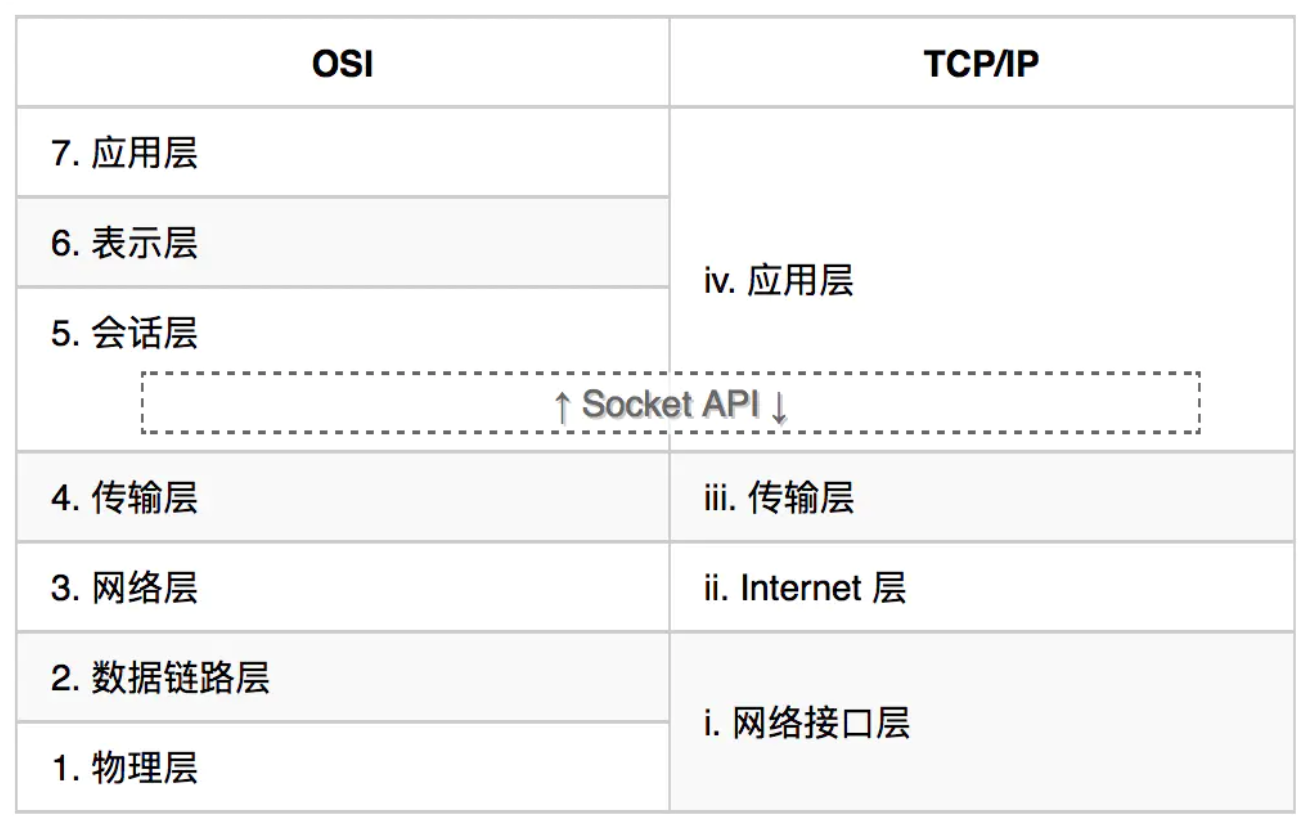 OSI
TCP/IP
7. 应用层
6. 表示层
iv. 应用层
5. 会话层
↑ Socket API ↓
4. 传输层
iii. 传输层
3. 网络层
ii. Internet 层
2. 数据链路层
i. 网络接口层
1. 物理层